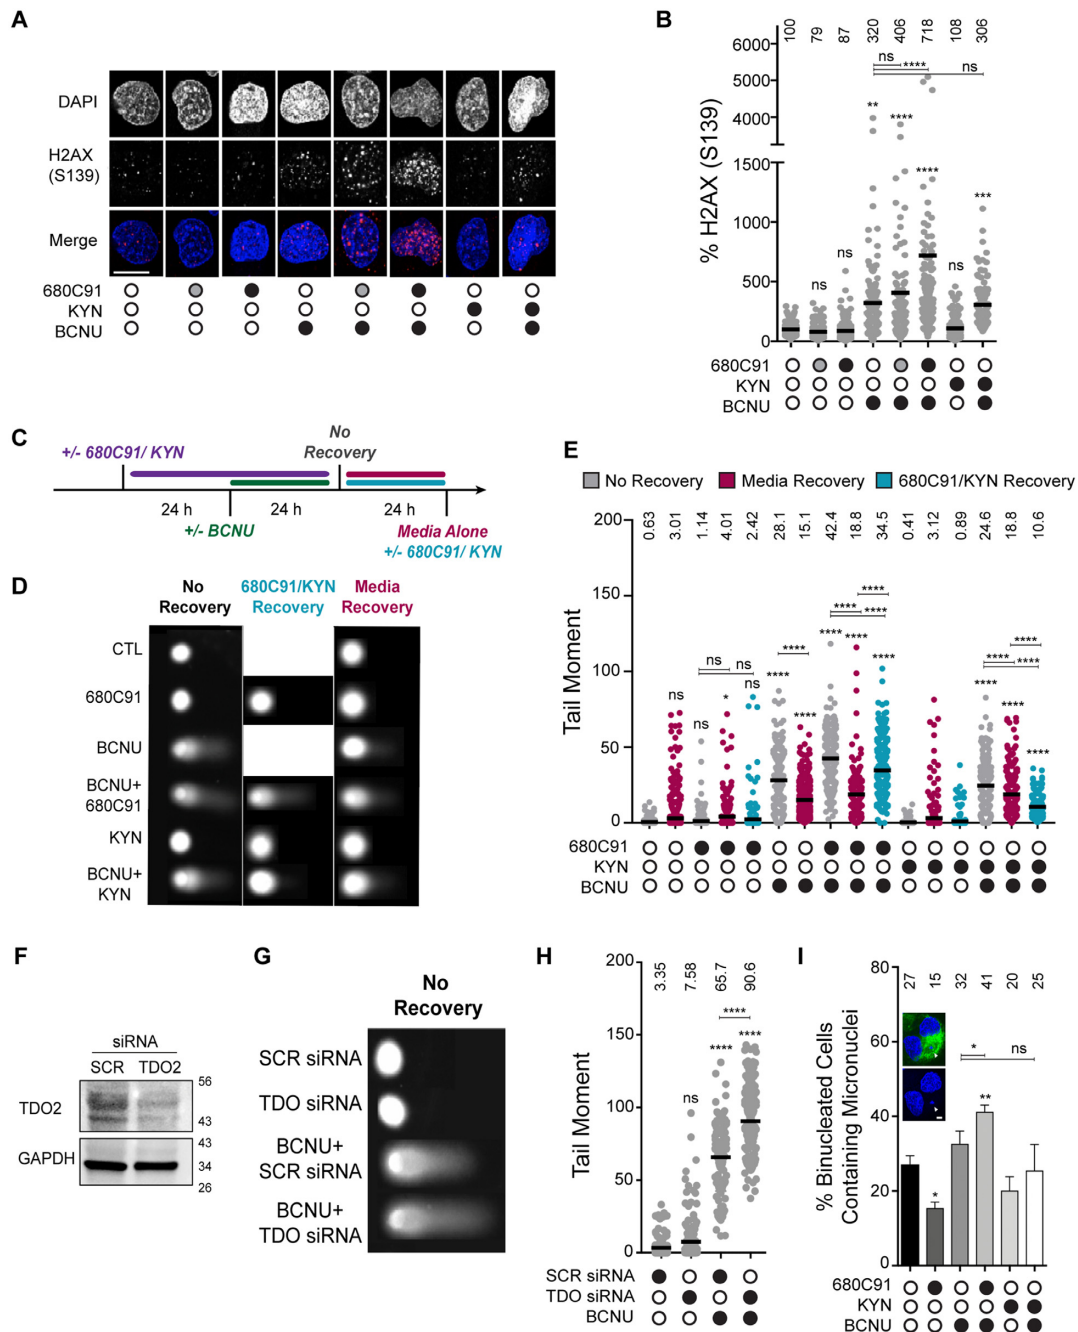 A
DAPI
H2AX
(S139)
Merge
680C91
KYN
BCNU
B
100 79 87 320 406 718 108 306
% H2AX (S139)
6000
5000
4000
1500
1000
500
0
ns **** ns
** ****
****
ns ns ns ***
680C91
KYN
BCNU
C
+/- 680C91/ KYN
No
Recovery
24 h 24 h 24 h
+/- BCNU
Media Alone
+/- 680C91/ KYN
D
No
Recovery
680C91/KYN
Recovery
Media
Recovery
CTL
680C91
BCNU
BCNU+
680C91
KYN
BCNU+
KYN
E
No Recovery Media Recovery 680C91/KYN Recovery
0.63 3.01 1.14 4.01 2.42 28.1 15.1 42.4 18.8 34.5 0.41 3.12 0.89 24.6 18.8 10.6
Tail Moment
200
150
100
50
0
ns ns
ns ns * ns
**** **** ****
**** **** **** **** **** ****
**** **** ****
**** **** ****
680C91
KYN
BCNU
F
siRNA
SCR TDO2
TDO2
GAPDH
56
43
43
34
26
G
No
Recovery
SCR siRNA
TDO siRNA
BCNU+
SCR siRNA
BCNU+
TDO siRNA
H
3.35 7.58 65.7 90.6
Tail Moment
200
150
100
50
0
****
ns **** ****
SCR siRNA
TDO siRNA
BCNU
I
27 15 32 41 20 25
% Binucleated Cells
Containing Micronuclei
80
60
40
20
0
* ns
* **
680C91
KYN
BCNU